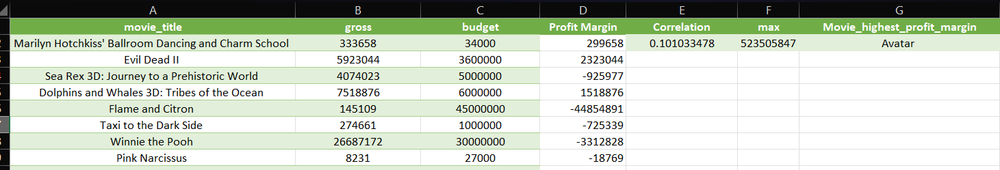 A B C D E F G
movie_title gross budget Profit Margin Correlation max Movie_highest_profit_margin
Marilyn Hotchkiss' Ballroom Dancing and Charm School 333658 34000 299658 0.101033478 523505847 Avatar
Evil Dead II 5923044 3600000 2323044
Sea Rex 3D: Journey to a Prehistoric World 4074023 5000000 -925977
Dolphins and Whales 3D: Tribes of the Ocean 7518876 6000000 1518876
Flame and Citron 145109 45000000 -44854891
Taxi to the Dark Side 274661 1000000 -725339
Winnie the Pooh 26687172 30000000 -3312828
Pink Narcissus 8231 27000 -18769